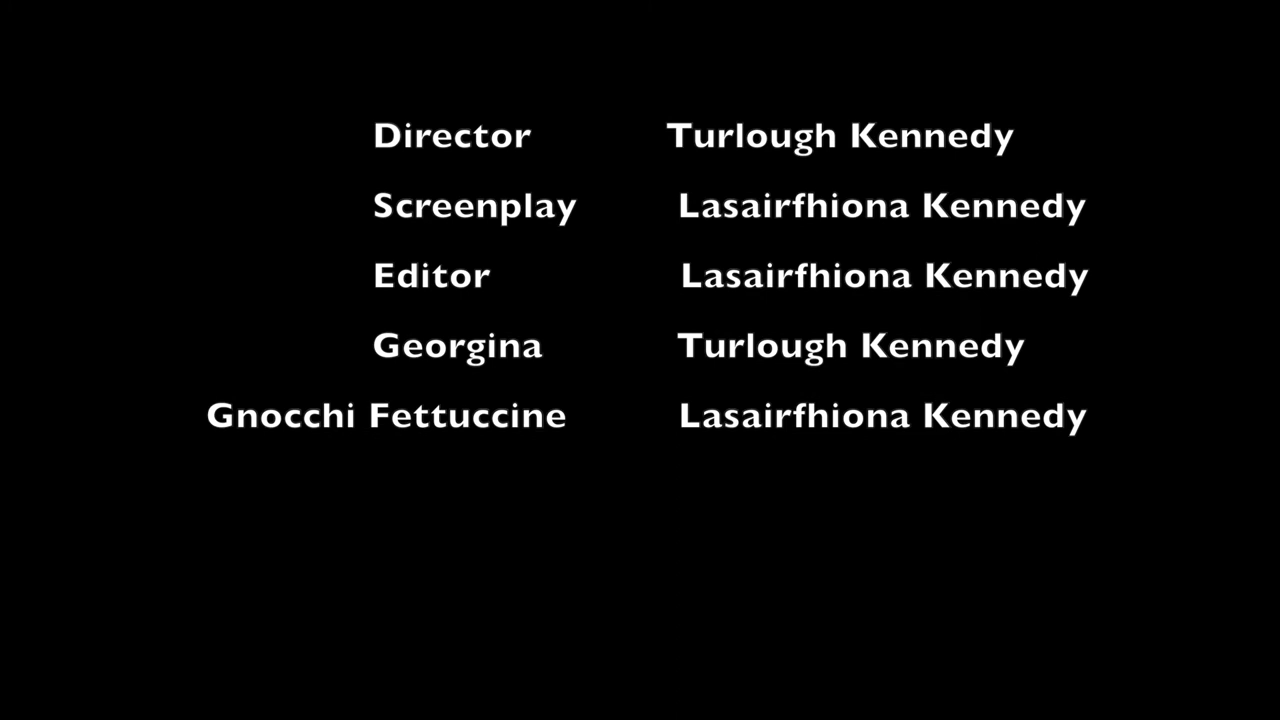 Director Turlough Kennedy
Screenplay Lasairfhiona Kennedy
Editor Lasairfhiona Kennedy
Georgina Turlough Kennedy
Gnocchi Fettuccine Lasairfhiona Kennedy